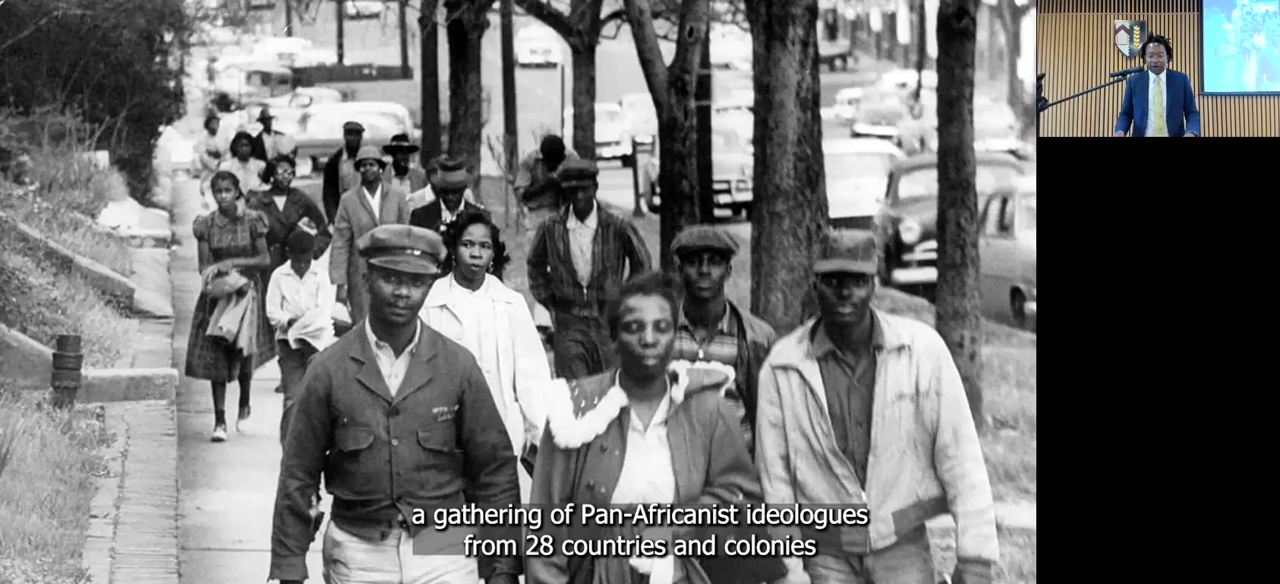 a gathering of Pan-Africanist ideologues
from 28 countries and colonies